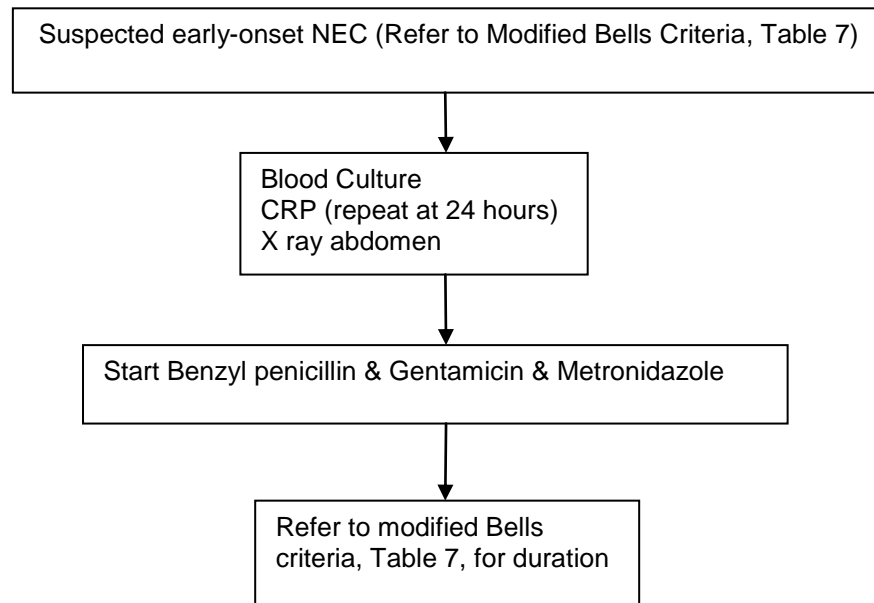 Suspected early-onset NEC (Refer to Modified Bells Criteria, Table 7)
Blood Culture
CRP (repeat at 24 hours)
X ray abdomen
Start Benzyl penicillin & Gentamicin & Metronidazole
Refer to modified Bells
criteria, Table 7, for duration